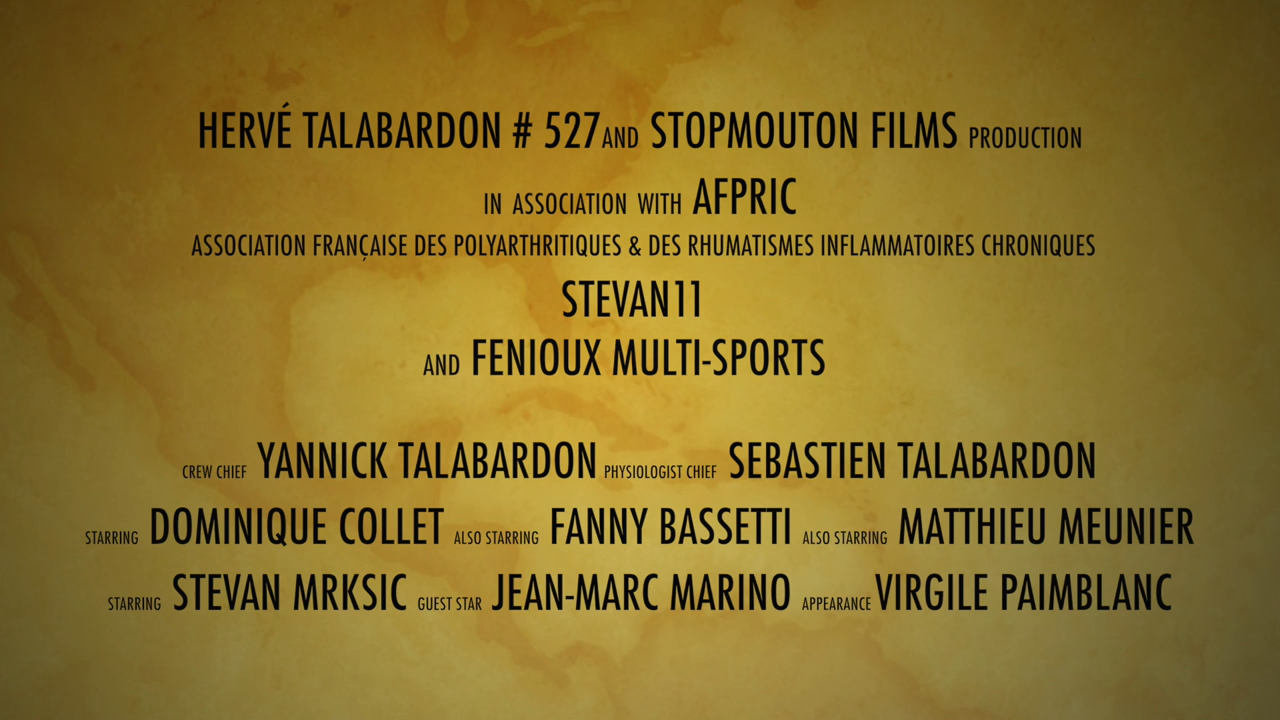 HERVÉ TALABARDON # 527 AND STOPMOUTON FILMS PRODUCTION
IN ASSOCIATION WITH AFPRIC
ASSOCIATION FRANÇAISE DES POLYARTHRITIQUES & DES RHUMATISMES INFLAMMATOIRES CHRONIQUES
STEVAN11
AND FENIOUX MULTI-SPORTS
CREW CHIEF YANNICK TALABARDON PHYSIOLOGIST CHIEF SEBASTIEN TALABARDON
STARRING DOMINIQUE COLLET ALSO STARRING FANNY BASSETTI ALSO STARRING MATTHIEU MEUNIER
STARRING STEVAN MRKSIC GUEST STAR JEAN-MARC MARINO APPEARANCE VIRGILE PAIMBLANC